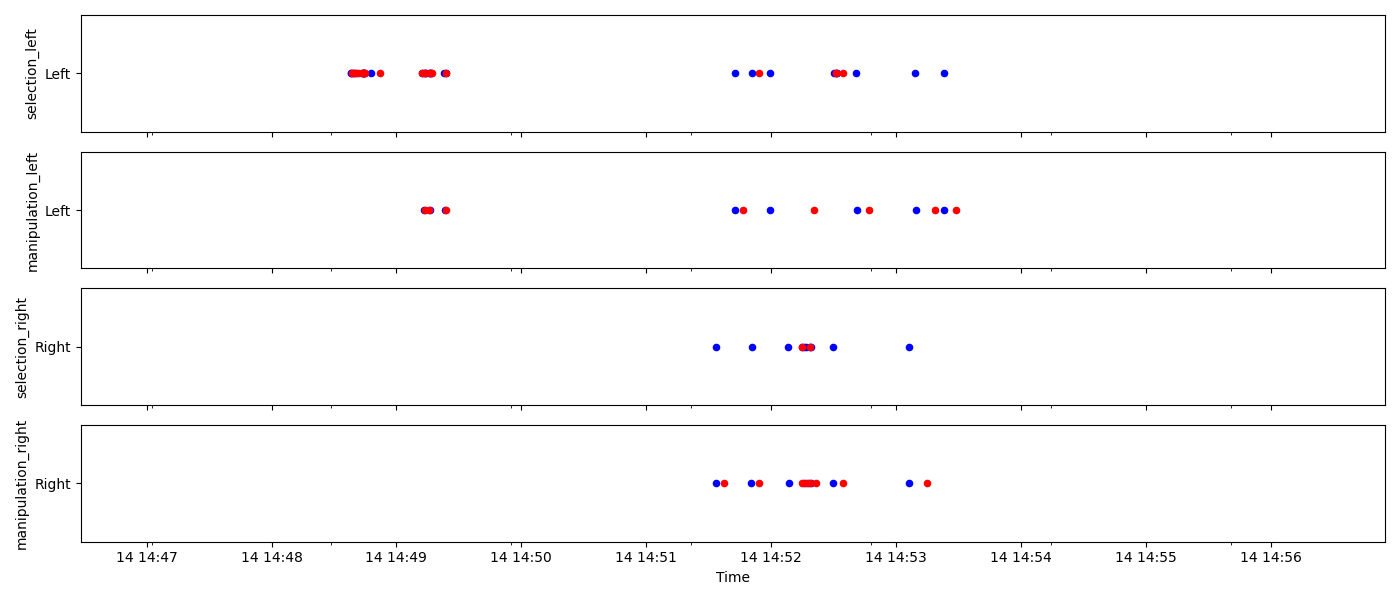 selection_left
Left
manipulation_left
Left
selection_right
Right
manipulation_right
Right
14 14:47 14 14:48 14 14:49 14 14:50 14 14:51 14 14:52 14 14:53 14 14:54 14 14:55 14 14:56
Time